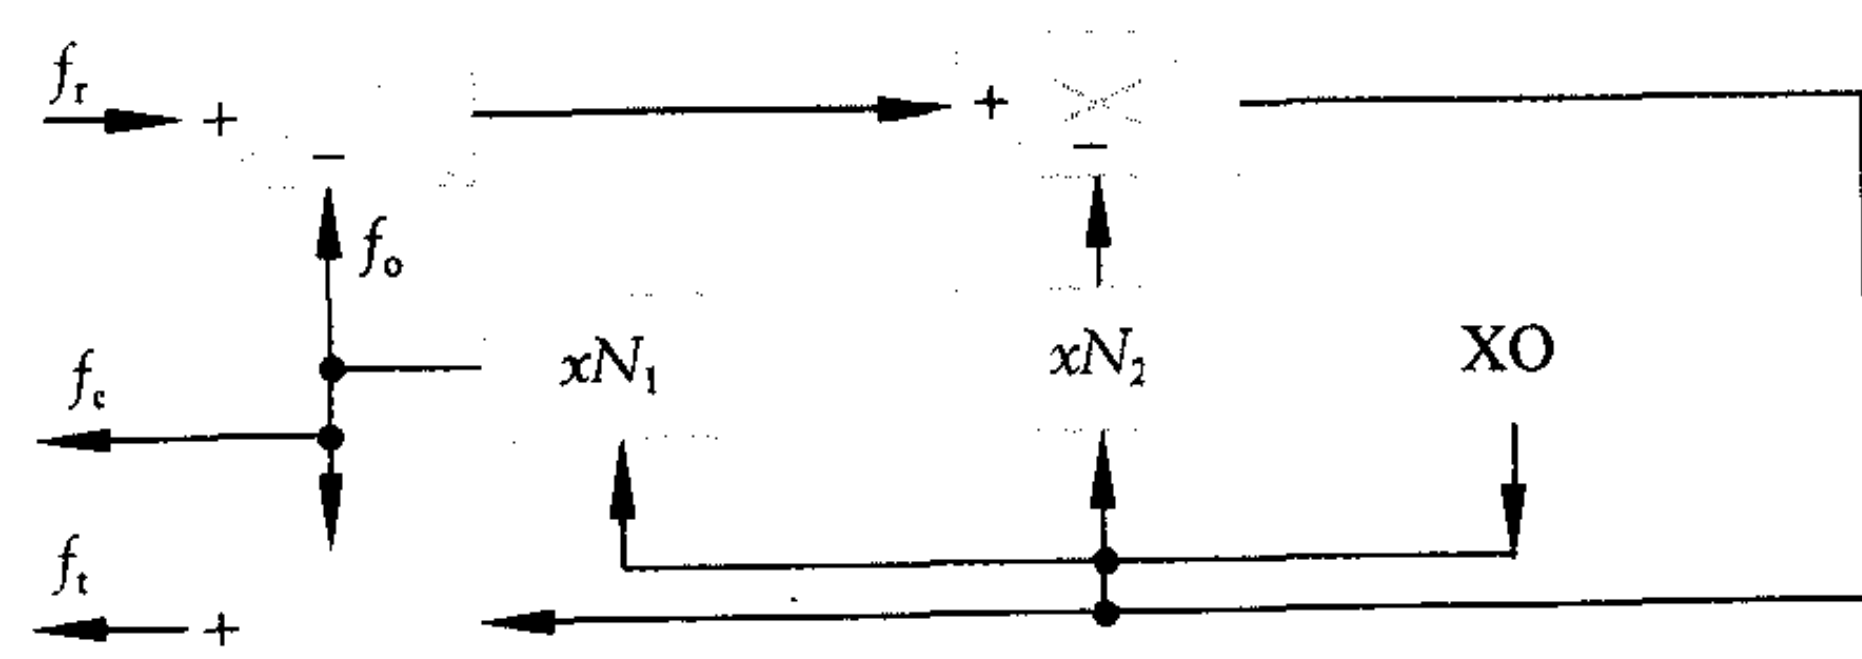 fr + +
− −
fo
xN1 xN2 XO
fc
ft
+